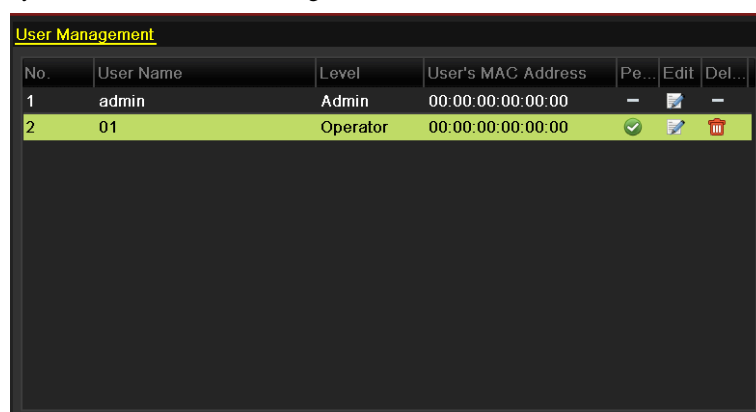 User Management
No. User Name Level User's MAC Address Pe... Edit Del...
1 admin Admin 00:00:00:00:00:00 –
2 01 Operator 00:00:00:00:00:00